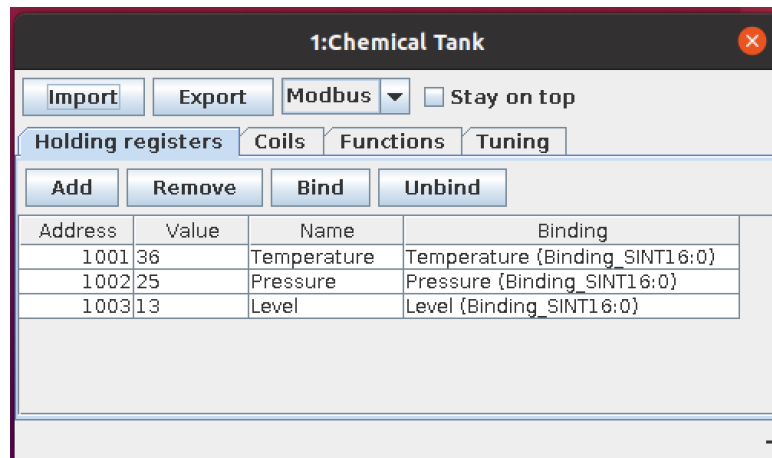 1:Chemical Tank
Import Export Modbus Stay on top
Holding registers Coils Functions Tuning
Add Remove Bind Unbind
Address Value Name Binding
1001 36 Temperature Temperature (Binding_SINT16:0)
1002 25 Pressure Pressure (Binding_SINT16:0)
1003 13 Level Level (Binding_SINT16:0)